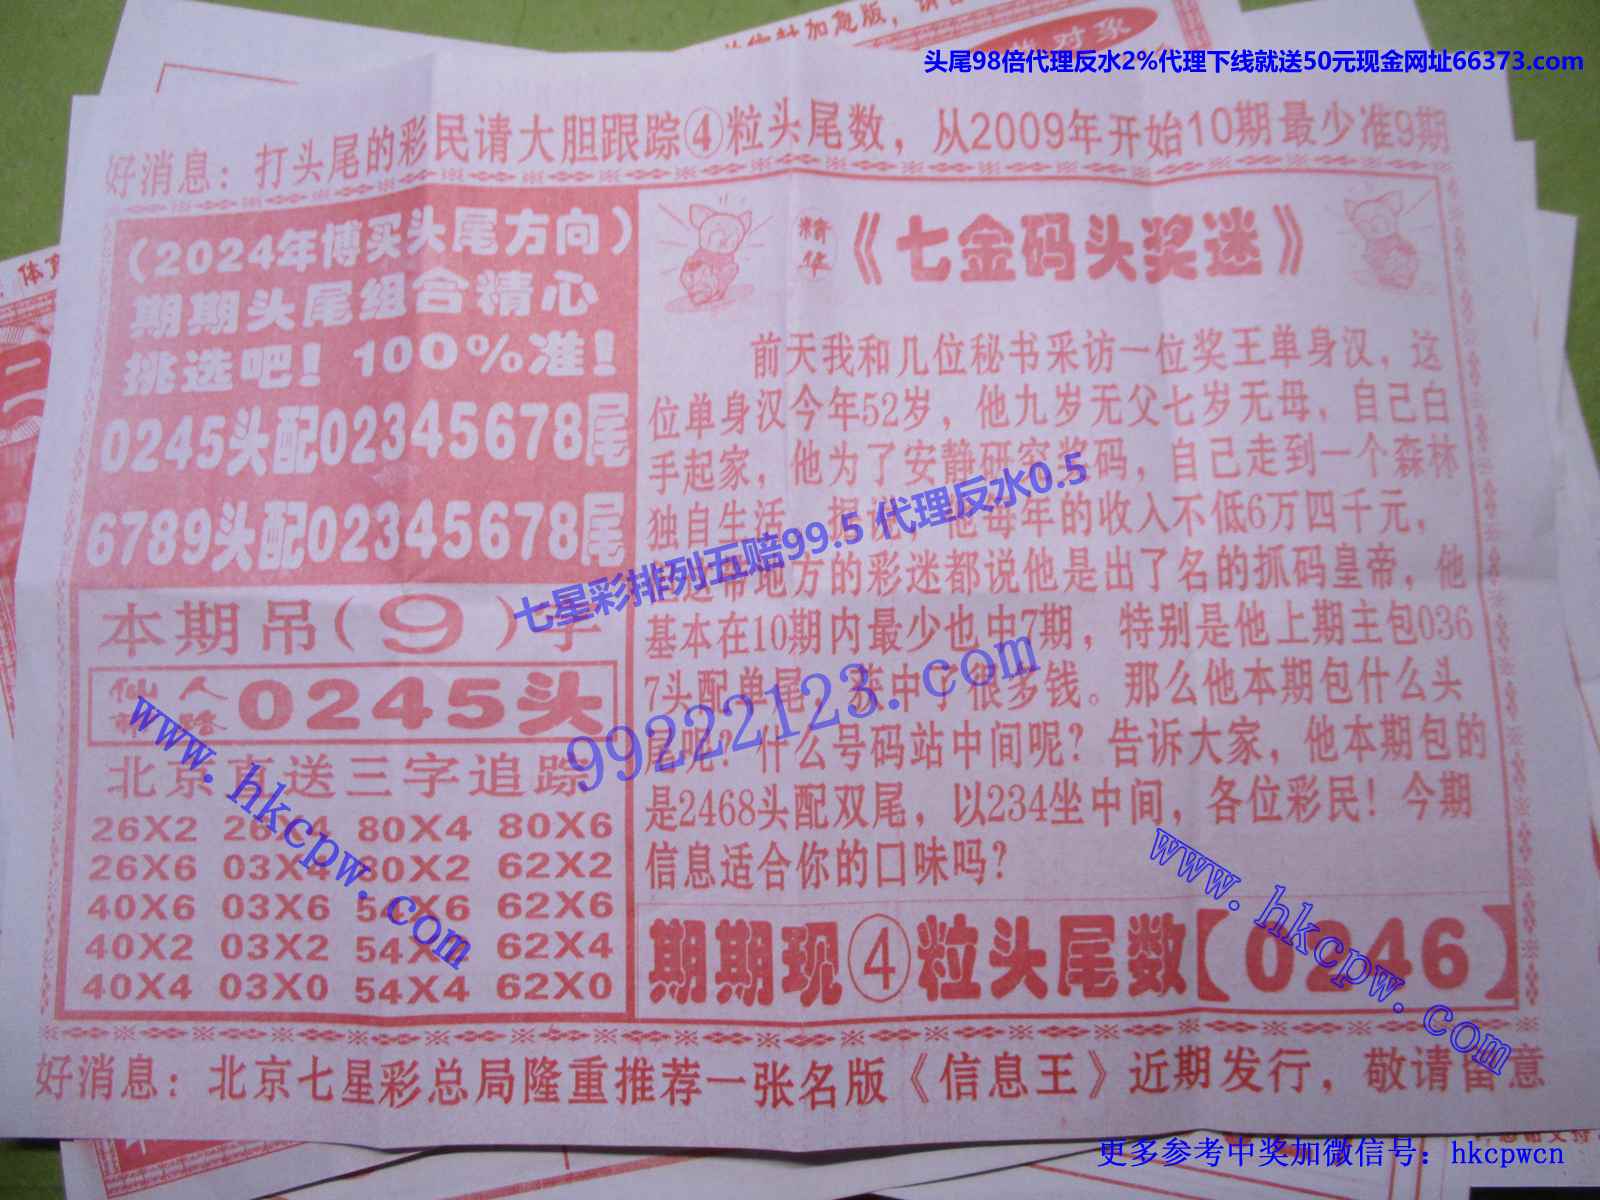 头尾98倍代理反水2%代理下线就送50元现金网址66373.com
对象
好消息：打头尾的彩民请大胆跟踪④粒头尾数，从2009年开始10期最少准9期
（2024年博买头尾方向）
期期头尾组合精心
挑选吧！100%准！
0245头配02345678尾
6789头配02345678尾
本期吊（9）字
仙人
路
0245头
北京直送三字追踪
26X2 26X4 80X4 80X6
26X6 03X4 80X2 62X2
40X6 03X6 54X6 62X6
40X2 03X2 54X 62X4
40X4 03X0 54X4 62X0
精华
《七金码头奖迷》
前天我和几位秘书采访一位奖王单身汉，这
位单身汉今年52岁，他九岁无父七岁无母，自己白
手起家，他为了安静研究奖码，自己走到一个森林
独自生活，据说，他每年的收入不低6万四千元，
地方的彩迷都说他是出了名的抓码皇帝，他
基本在10期内最少也中7期，特别是他上期主包036
7头配单尾，获中了很多钱。那么他本期包什么头
尾呢？什么号码站中间呢？告诉大家，他本期包的
是2468头配双尾，以234坐中间，各位彩民！今期
信息适合你的口味吗？
期期现④粒头尾数【0246】
好消息：北京七星彩总局隆重推荐一张名版《信息王》近期发行，敬请留意
七星彩排列五赔99.5 代理反水0.5
99222123.com
www.hkcpw.com
www.hkcpw.com
更多参考中奖加微信号：hkcpwcn